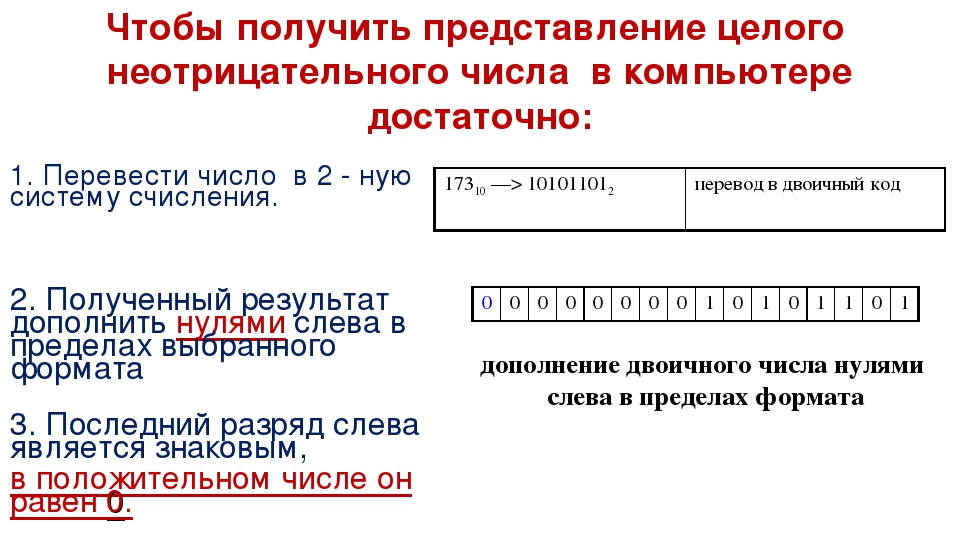 Чтобы получить представление целого
неотрицательного числа в компьютере
достаточно:
1. Перевести число в 2 - ную
систему счисления.
173₁₀ —> 10101101₂ перевод в двоичный код
2. Полученный результат
дополнить нулями слева в
пределах выбранного
формата
0 0 0 0 0 0 0 0 1 0 1 0 1 1 0 1
дополнение двоичного числа нулями
слева в пределах формата
3. Последний разряд слева
является знаковым,
в положительном числе он
равен 0.